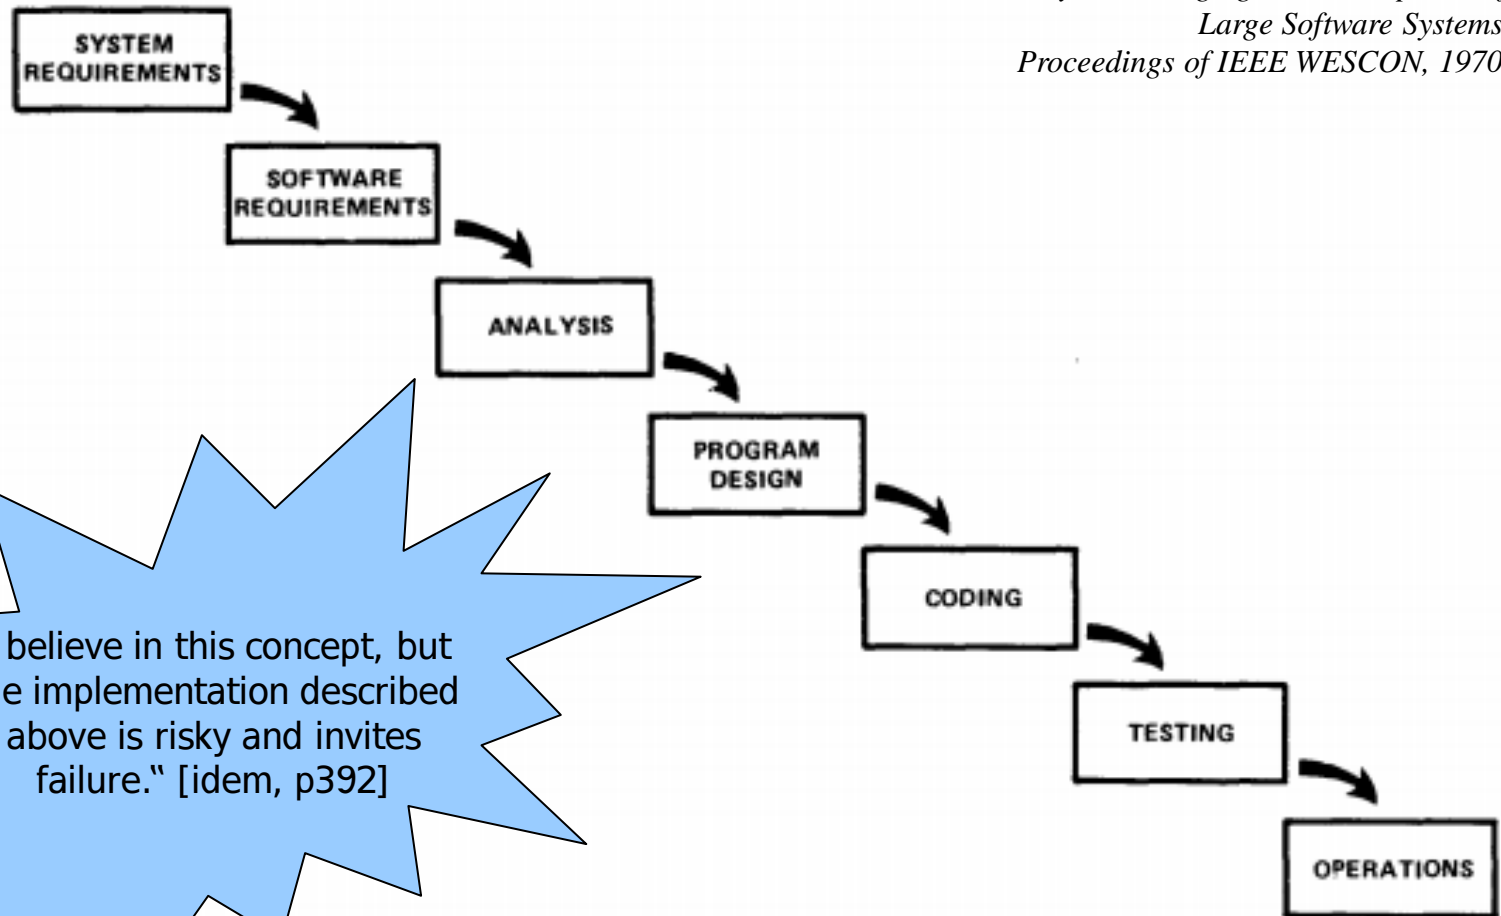 Large Software Systems
Proceedings of IEEE WESCON, 1970
SYSTEM
REQUIREMENTS
SOFTWARE
REQUIREMENTS
ANALYSIS
PROGRAM
DESIGN
CODING
TESTING
OPERATIONS
believe in this concept, but
e implementation described
above is risky and invites
failure.“ [idem, p392]